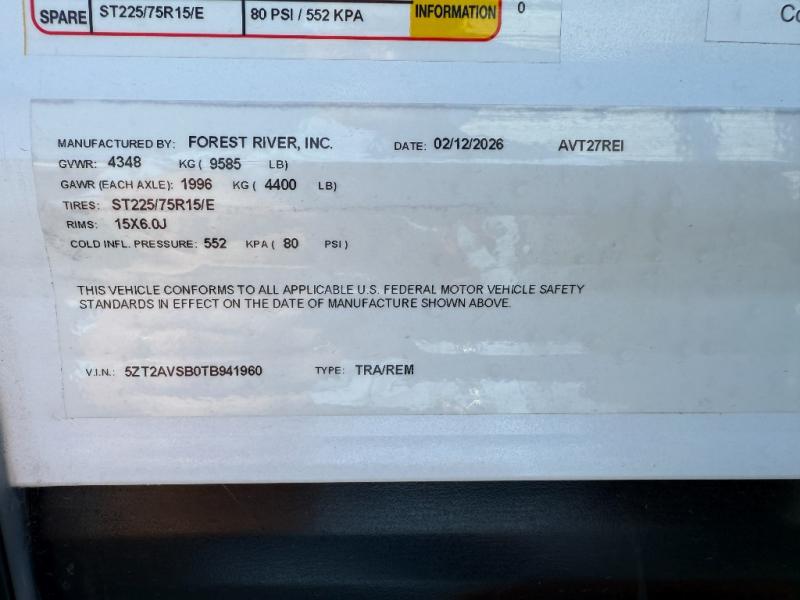 SPARE ST225/75R15/E 80 PSI / 552 KPA INFORMATION 0
Co
MANUFACTURED BY: FOREST RIVER, INC. DATE: 02/12/2026 AVT27REI
GVWR: 4348 KG ( 9585 LB)
GAWR (EACH AXLE): 1996 KG ( 4400 LB)
TIRES: ST225/75R15/E
RIMS: 15X6.0J
COLD INFL. PRESSURE: 552 KPA ( 80 PSI )
THIS VEHICLE CONFORMS TO ALL APPLICABLE U.S. FEDERAL MOTOR VEHICLE SAFETY
STANDARDS IN EFFECT ON THE DATE OF MANUFACTURE SHOWN ABOVE.
V.I.N.: 5ZT2AVSB0TB941960 TYPE: TRA/REM